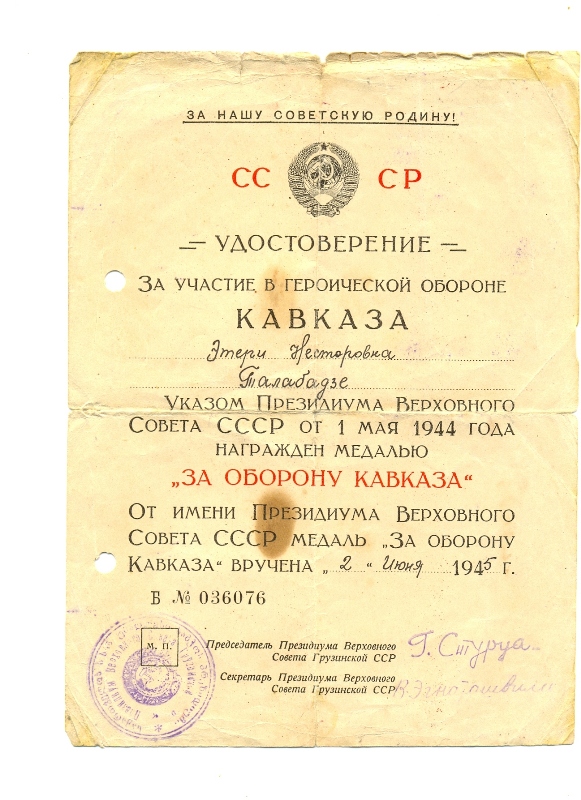 ЗА НАШУ СОВЕТСКУЮ РОДИНУ!
СС СР
УДОСТОВЕРЕНИЕ
ЗА УЧАСТИЕ В ГЕРОИЧЕСКОЙ ОБОРОНЕ
КАВКАЗА
Этери Несторовна
Талабадзе
УКАЗОМ ПРЕЗИДИУМА ВЕРХОВНОГО
СОВЕТА СССР ОТ 1 МАЯ 1944 ГОДА
НАГРАЖДЕН МЕДАЛЬЮ
„ЗА ОБОРОНУ КАВКАЗА“
ОТ ИМЕНИ ПРЕЗИДИУМА ВЕРХОВНОГО
СОВЕТА СССР МЕДАЛЬ „ЗА ОБОРОНУ
КАВКАЗА“ ВРУЧЕНА „2“ Июня 1945 г.
Б № 036076
М. П.
Председатель Президиума Верховного
Совета Грузинской ССР
Г. Стуруа
Секретарь Президиума Верховного
Совета Грузинской ССР